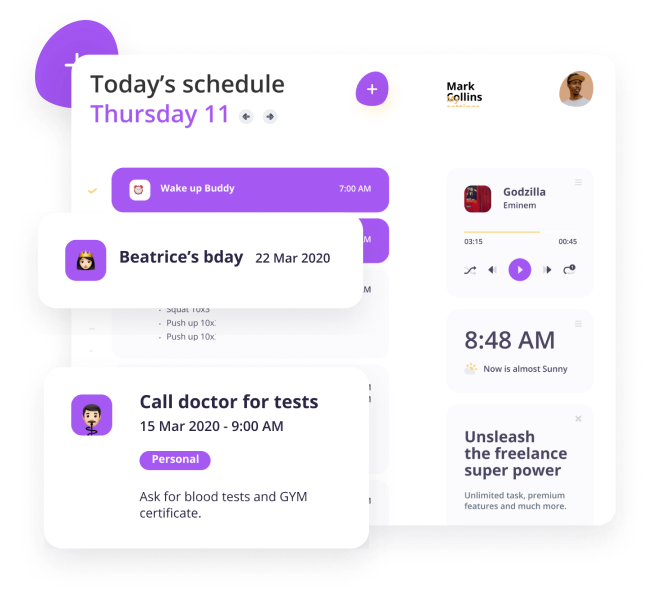 Today's schedule
Thursday 11
Mark
Collins
Wake up Buddy
7:00 AM
Godzilla
Eminem
03:15
00:45
M
Beatrice's bday
22 Mar 2020
M
Squat 10x3
Push up 10x
Push up 10x
8:48 AM
Now is almost Sunny
Call doctor for tests
15 Mar 2020 - 9:00 AM
Personal
Ask for blood tests and GYM
certificate.
Unsleash
the freelance
super power
Unlimited task, premium
features and much more.